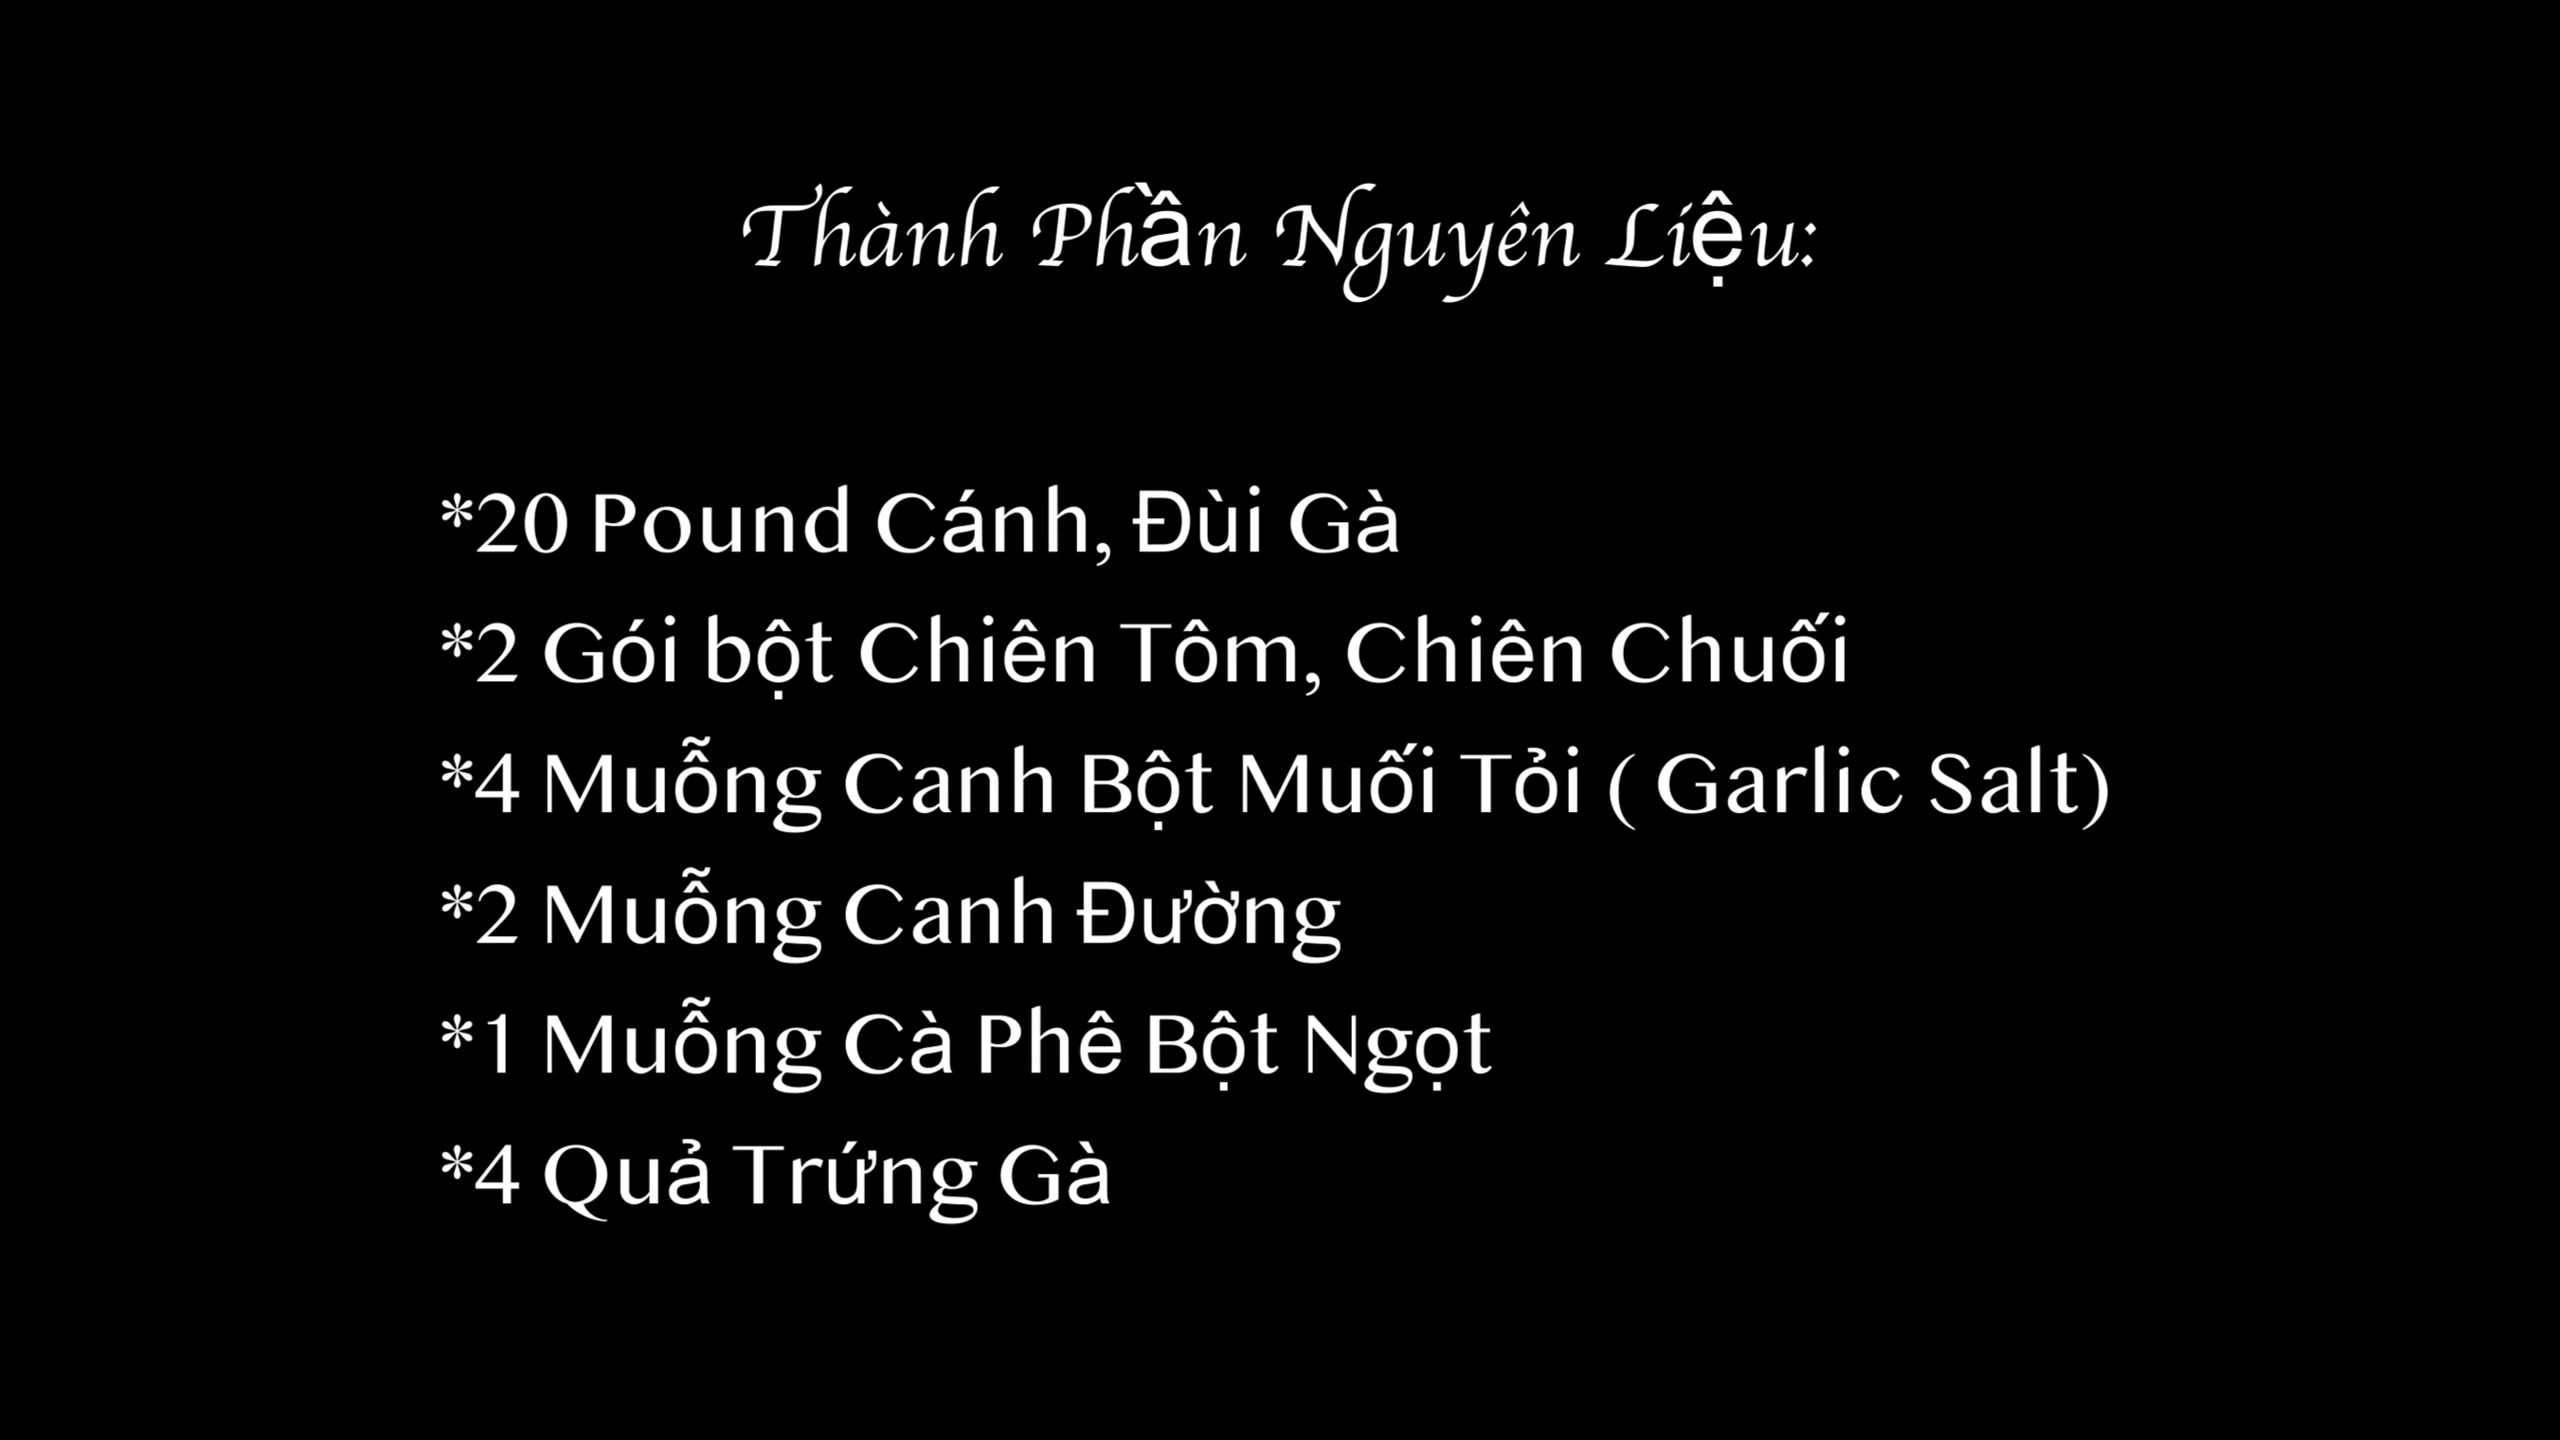 Thành Phần Nguyên Liệu:
*20 Pound Cánh, Đùi Gà
*2 Gói bột Chiên Tôm, Chiên Chuối
*4 Muỗng Canh Bột Muối Tỏi ( Garlic Salt)
*2 Muỗng Canh Đường
*1 Muỗng Cà Phê Bột Ngọt
*4 Quả Trứng Gà